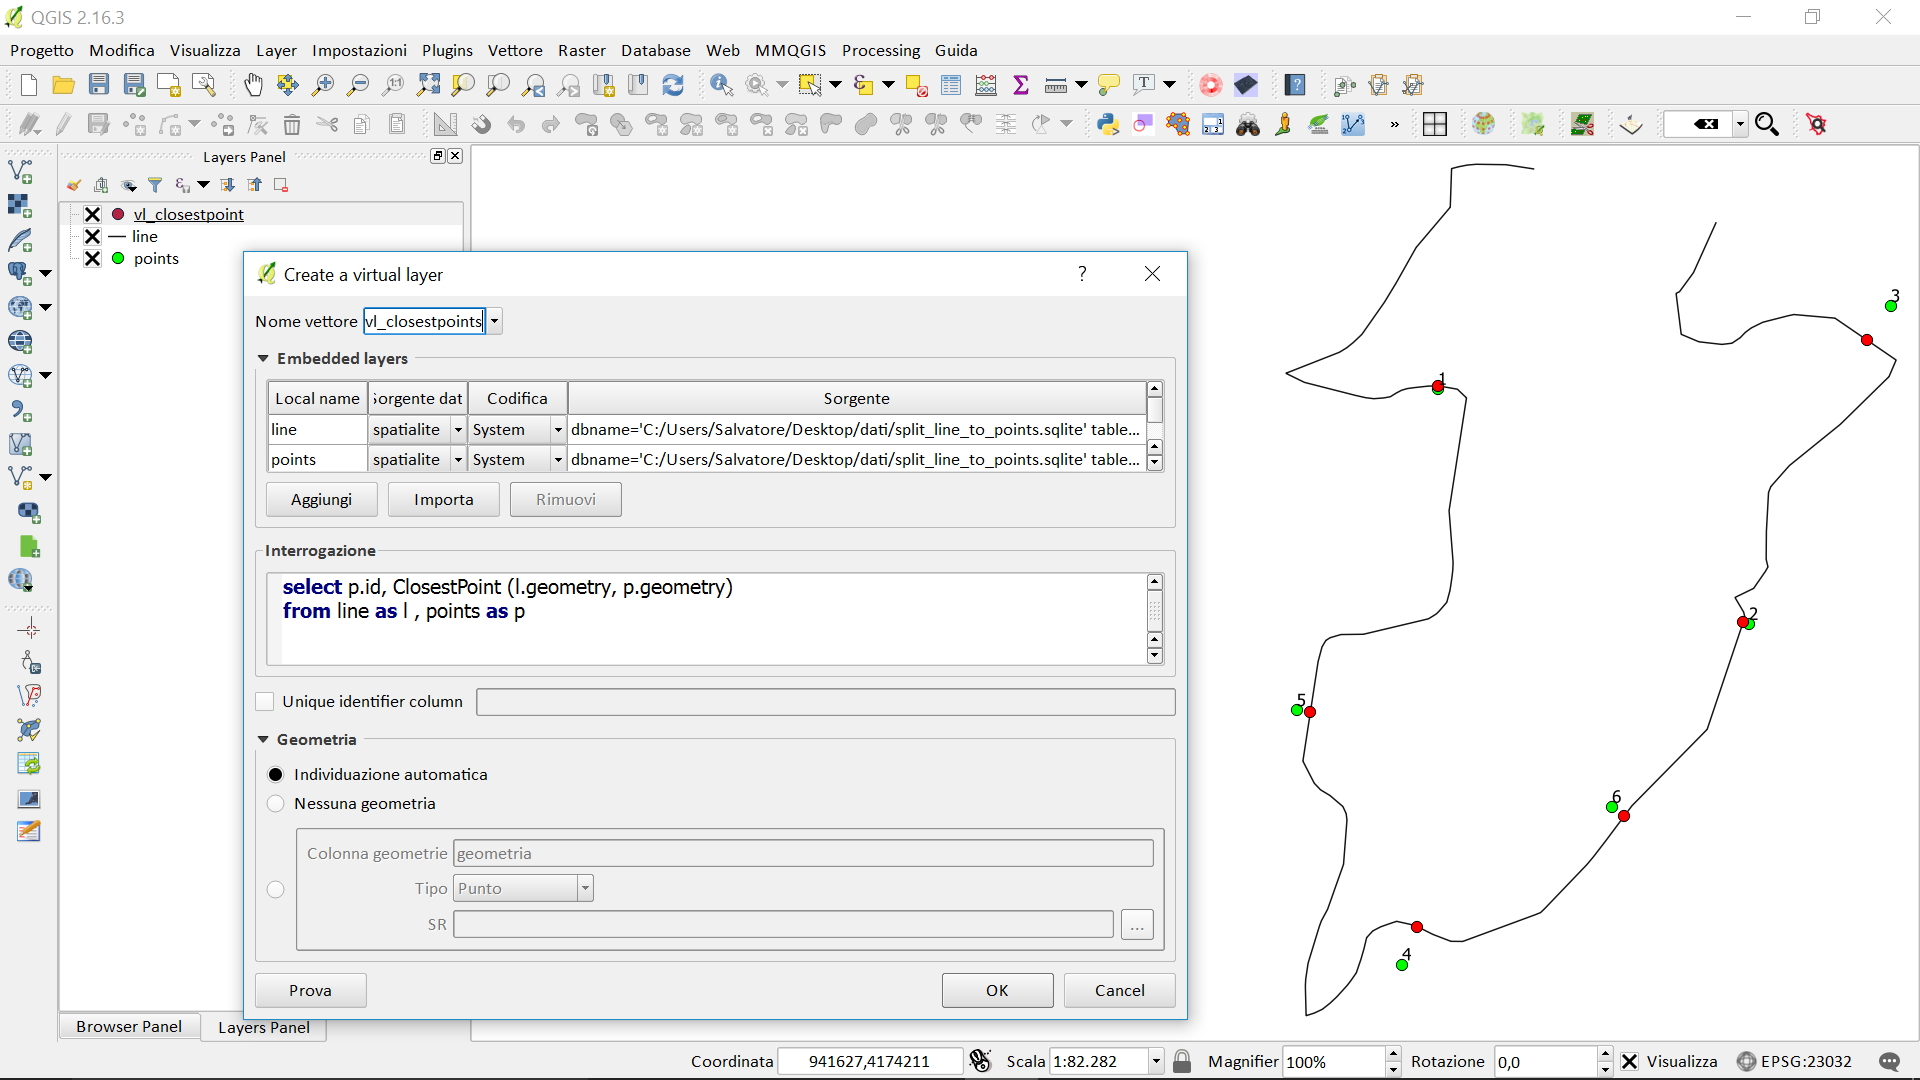 QGIS 2.16.3
Progetto Modifica Visualizza Layer Impostazioni Plugins Vettore Raster Database Web MMQGIS Processing Guida
Layers Panel
vl_closestpoint
line
points
Create a virtual layer
?
Nome vettore vl_closestpoints
Embedded layers
Local name Sorgente dat Codifica Sorgente
line spatialite System dbname='C:/Users/Salvatore/Desktop/dati/split_line_to_points.sqlite' table...
points spatialite System dbname='C:/Users/Salvatore/Desktop/dati/split_line_to_points.sqlite' table...
Aggiungi Importa Rimuovi
Interrogazione
select p.id, ClosestPoint (l.geometry, p.geometry)
from line as l , points as p
Unique identifier column
Geometria
Individuazione automatica
Nessuna geometria
Colonna geometrie geometria
Tipo Punto
SR ...
Prova OK Cancel
3
1
2
5
6
4
Browser Panel Layers Panel
Coordinata 941627,4174211 Scala 1:82.282 Magnifier 100% Rotazione 0,0 Visualizza EPSG:23032